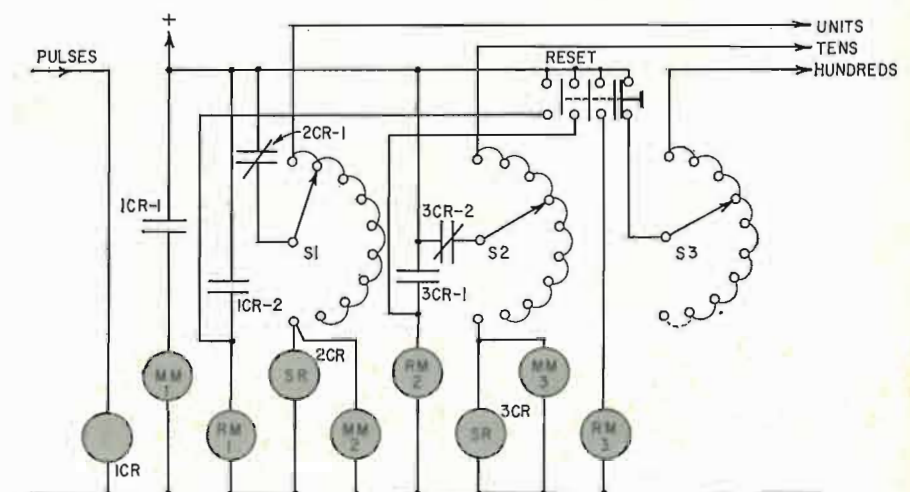 +
UNITS
TENS
PULSES
RESET
HUNDREDS
2CR-1
1CR-1
3CR-2
S1
S2
S3
1CR-2
3CR-1
2CR
MM 1
SR
RM 2
MM 3
3CR
RM 1
MM 2
SR
RM 3
1CR